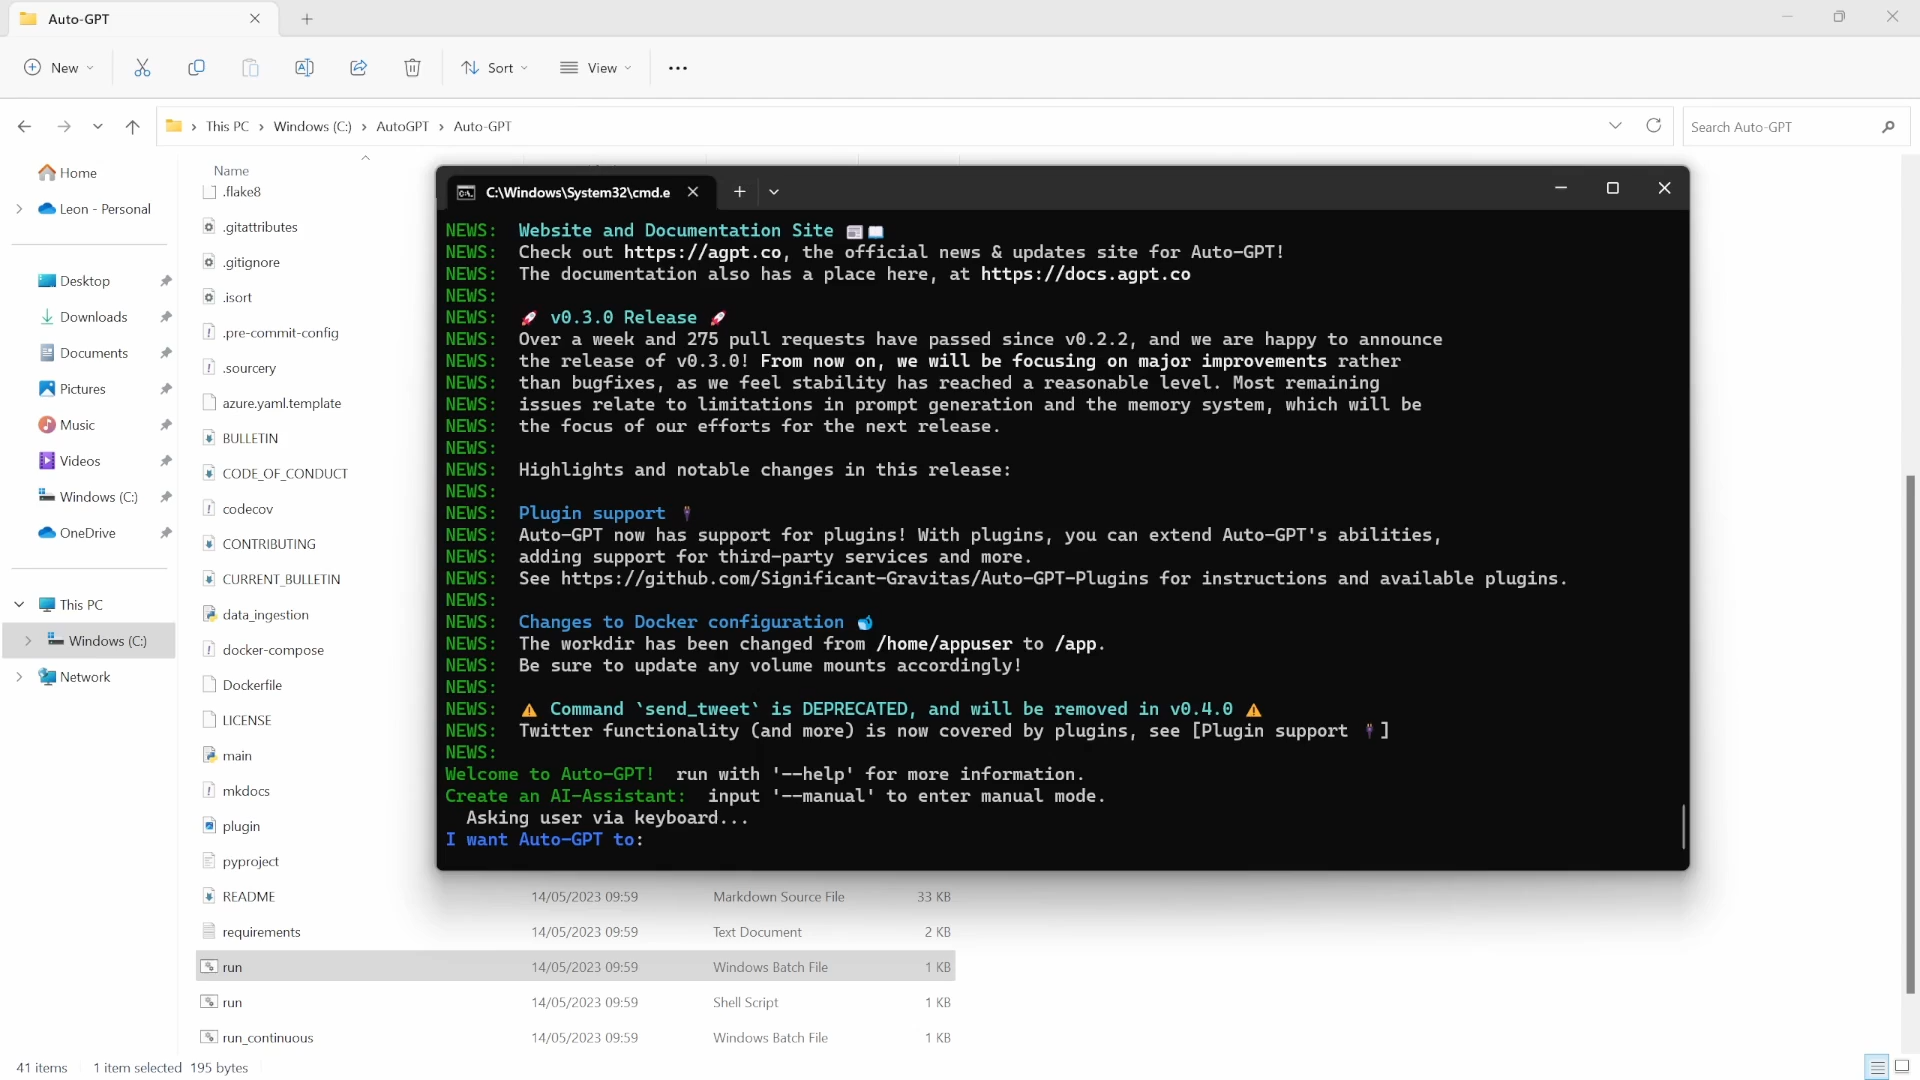 Auto-GPT
New
Sort
View
This PC
Windows (C:)
AutoGPT
Auto-GPT
Search Auto-GPT
Home
Leon - Personal
Desktop
Downloads
Documents
Pictures
Music
Videos
Windows (C:)
OneDrive
This PC
Windows (C:)
Network
Name
.flake8
.gitattributes
.gitignore
.isort
.pre-commit-config
.sourcery
azure.yaml.template
BULLETIN
CODE_OF_CONDUCT
codecov
CONTRIBUTING
CURRENT_BULLETIN
data_ingestion
docker-compose
Dockerfile
LICENSE
main
mkdocs
plugin
pyproject
README 14/05/2023 09:59 Markdown Source File 33 KB
requirements 14/05/2023 09:59 Text Document 2 KB
run 14/05/2023 09:59 Windows Batch File 1 KB
run 14/05/2023 09:59 Shell Script 1 KB
run_continuous 14/05/2023 09:59 Windows Batch File 1 KB
C:\Windows\System32\cmd.e
NEWS: Website and Documentation Site 📰📖
NEWS: Check out https://agpt.co, the official news & updates site for Auto-GPT!
NEWS: The documentation also has a place here, at https://docs.agpt.co
NEWS:
NEWS: 🚀 v0.3.0 Release 🚀
NEWS: Over a week and 275 pull requests have passed since v0.2.2, and we are happy to announce
NEWS: the release of v0.3.0! From now on, we will be focusing on major improvements rather
NEWS: than bugfixes, as we feel stability has reached a reasonable level. Most remaining
NEWS: issues relate to limitations in prompt generation and the memory system, which will be
NEWS: the focus of our efforts for the next release.
NEWS:
NEWS: Highlights and notable changes in this release:
NEWS:
NEWS: Plugin support
NEWS: Auto-GPT now has support for plugins! With plugins, you can extend Auto-GPT's abilities,
NEWS: adding support for third-party services and more.
NEWS: See https://github.com/Significant-Gravitas/Auto-GPT-Plugins for instructions and available plugins.
NEWS:
NEWS: Changes to Docker configuration 🐋
NEWS: The workdir has been changed from /home/appuser to /app.
NEWS: Be sure to update any volume mounts accordingly!
NEWS:
NEWS: ⚠ Command `send_tweet` is DEPRECATED, and will be removed in v0.4.0 ⚠
NEWS: Twitter functionality (and more) is now covered by plugins, see [Plugin support ]
NEWS:
Welcome to Auto-GPT! run with '--help' for more information.
Create an AI-Assistant: input '--manual' to enter manual mode.
Asking user via keyboard...
I want Auto-GPT to:
41 items 1 item selected 195 bytes